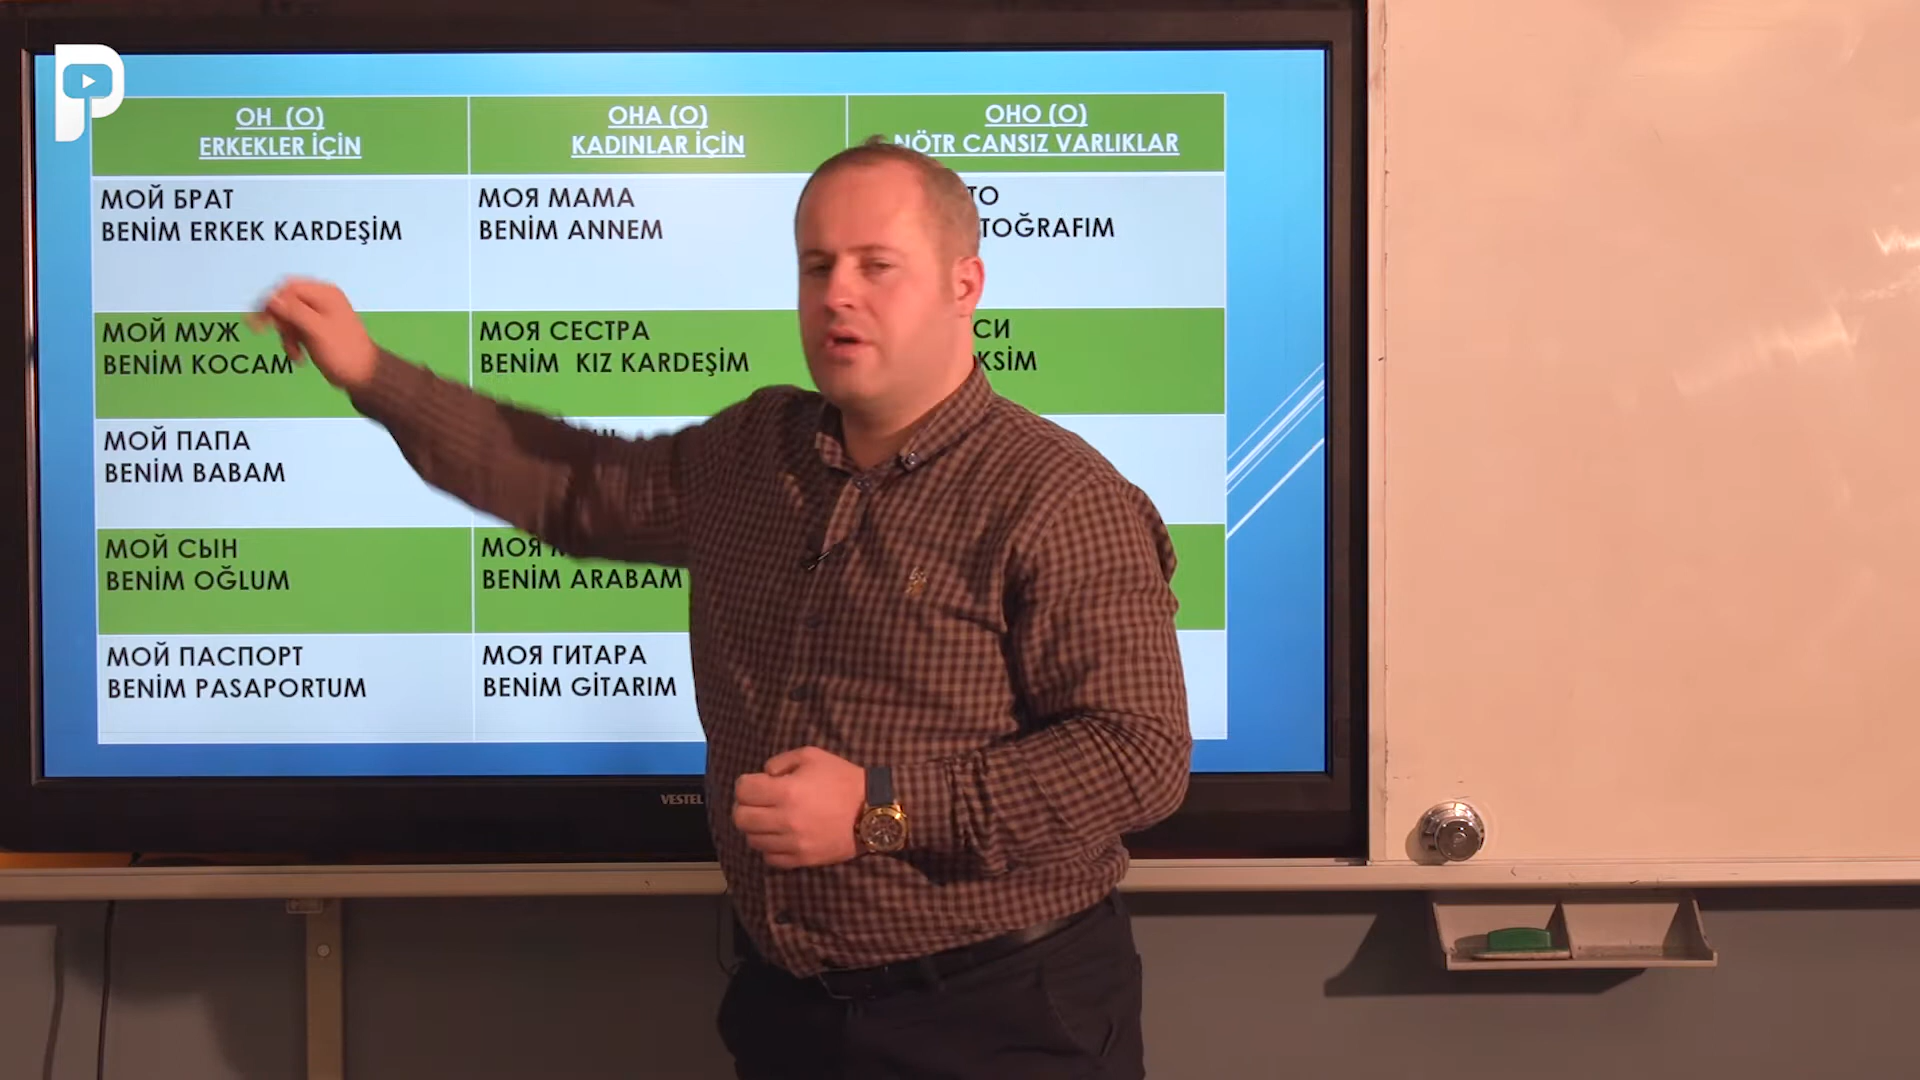 ОН (О)
ERKEKLER İÇİN
ОНА (О)
KADINLAR İÇİN
ОНО (О)
NÖTR CANSIZ VARLIKLAR
МОЙ БРАТ
BENİM ERKEK KARDEŞİM
МОЯ МАМА
BENİM ANNEM
МОЙ МУЖ
BENİM KOCAM
МОЯ СЕСТРА
BENİM KIZ KARDEŞİM
МОЙ ПАПА
BENİM BABAM
МОЙ СЫН
BENİM OĞLUM
МОЯ
BENİM ARABAM
МОЙ ПАСПОРТ
BENİM PASAPORTUM
МОЯ ГИТАРА
BENİM GİTARIM
VESTEL